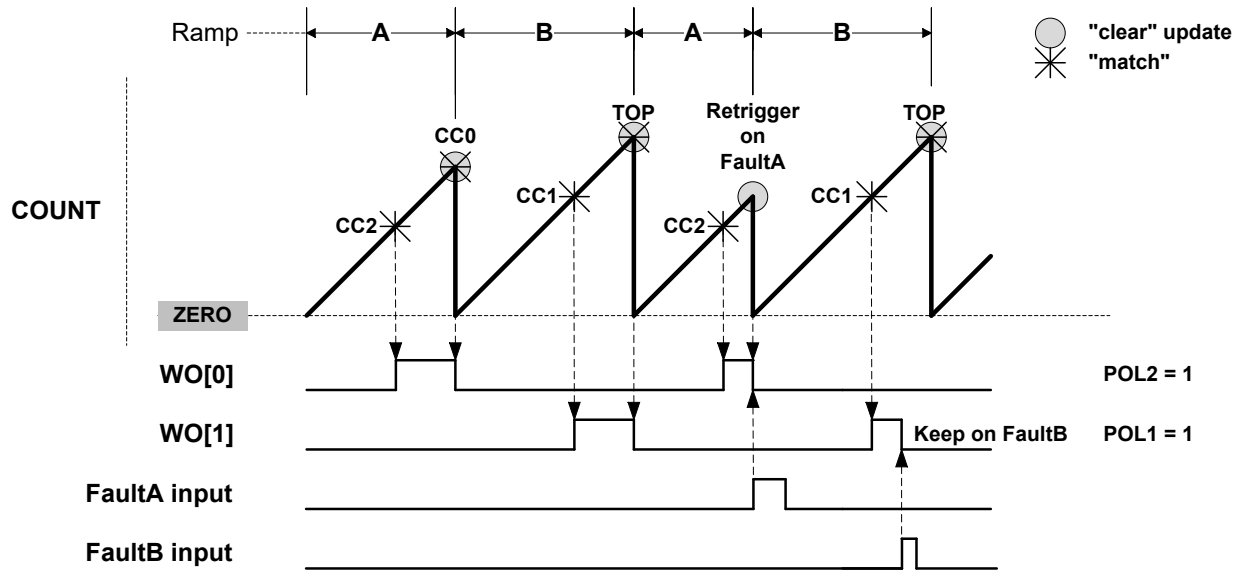 Ramp A B A B "clear" update
"match"
TOP Retrigger TOP
CC0 on
FaultA
CC1 CC1
COUNT CC2 CC2
ZERO
WO[0] POL2 = 1
WO[1] Keep on FaultB POL1 = 1
FaultA input
FaultB input